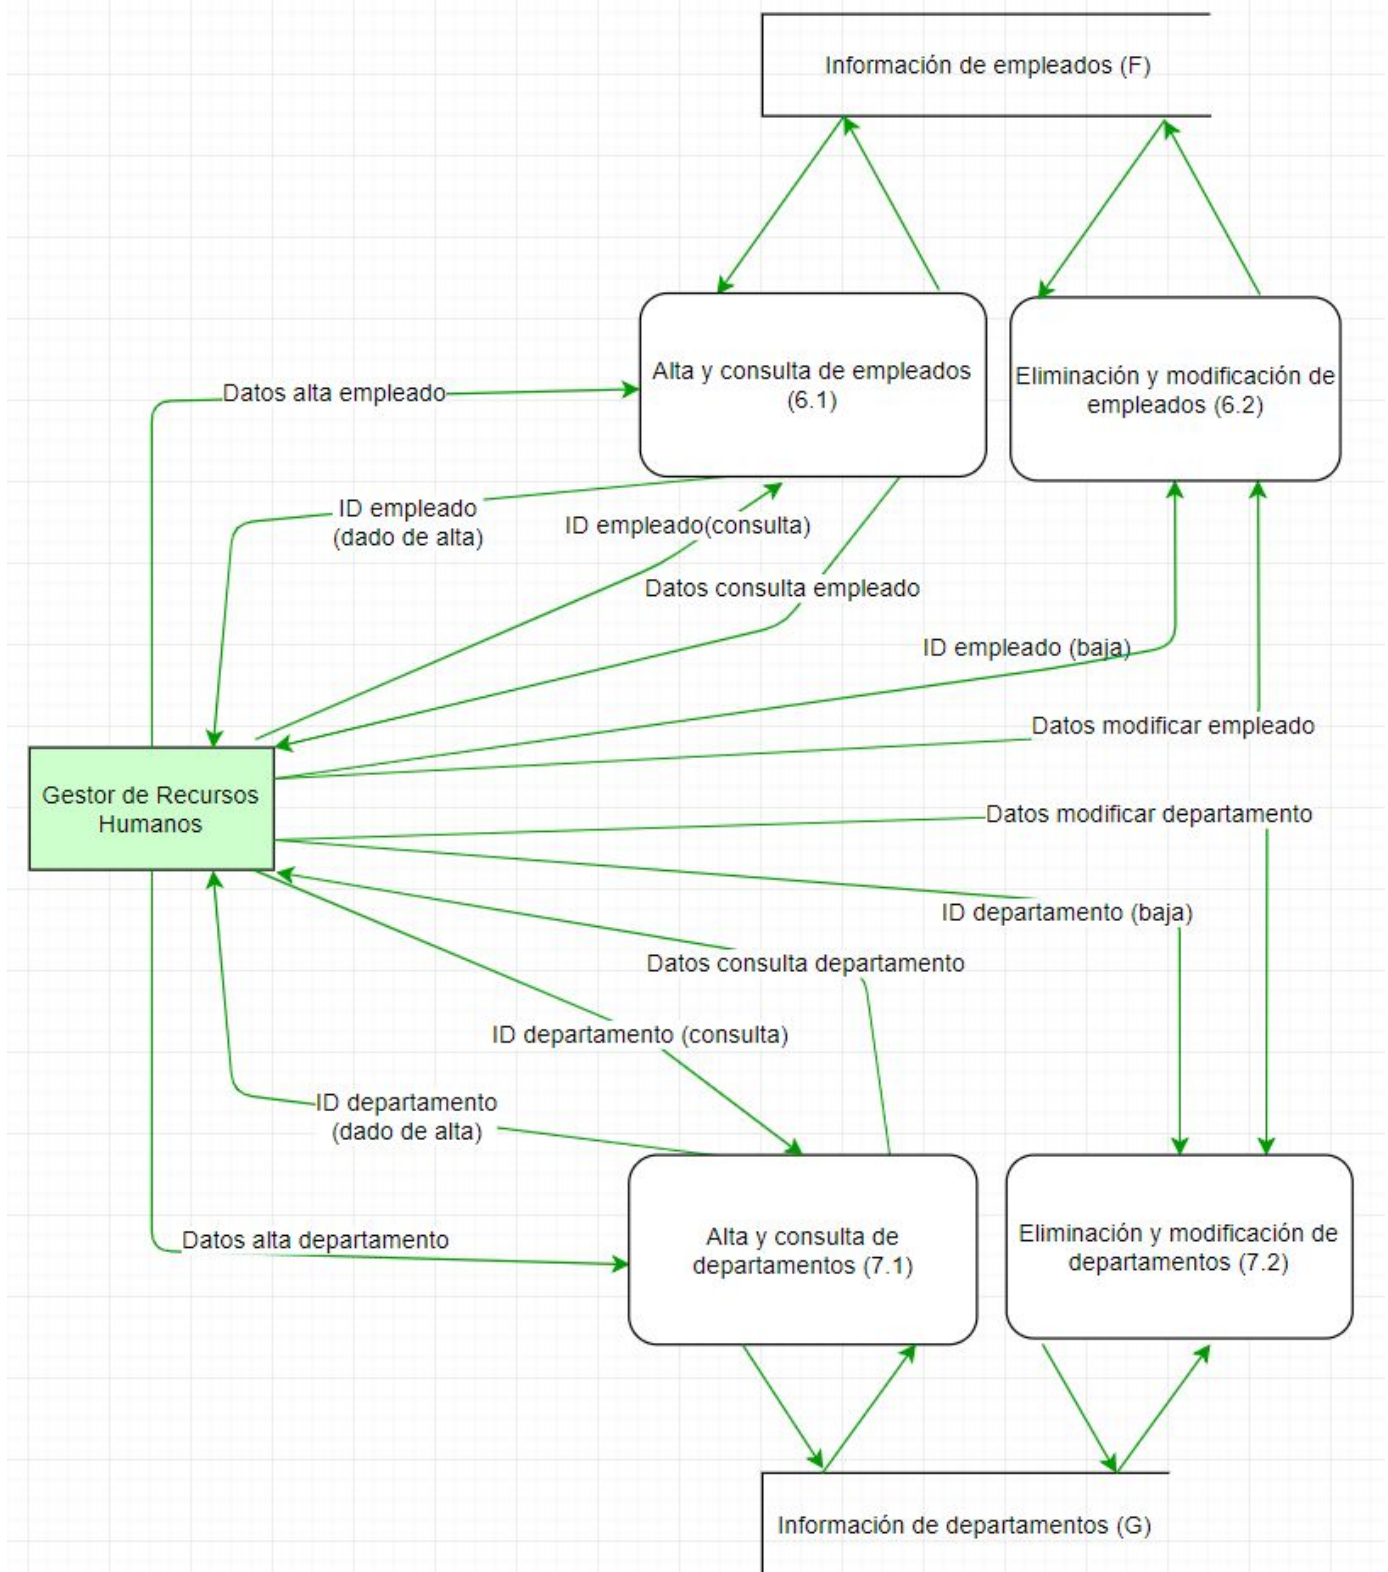 Información de empleados (F)
Alta y consulta de empleados
(6.1)
Eliminación y modificación de
empleados (6.2)
Datos alta empleado
ID empleado
(dado de alta)
ID empleado(consulta)
Datos consulta empleado
ID empleado (baja)
Datos modificar empleado
Gestor de Recursos
Humanos
Datos modificar departamento
ID departamento (baja)
Datos consulta departamento
ID departamento (consulta)
ID departamento
(dado de alta)
Datos alta departamento
Alta y consulta de
departamentos (7.1)
Eliminación y modificación de
departamentos (7.2)
Información de departamentos (G)